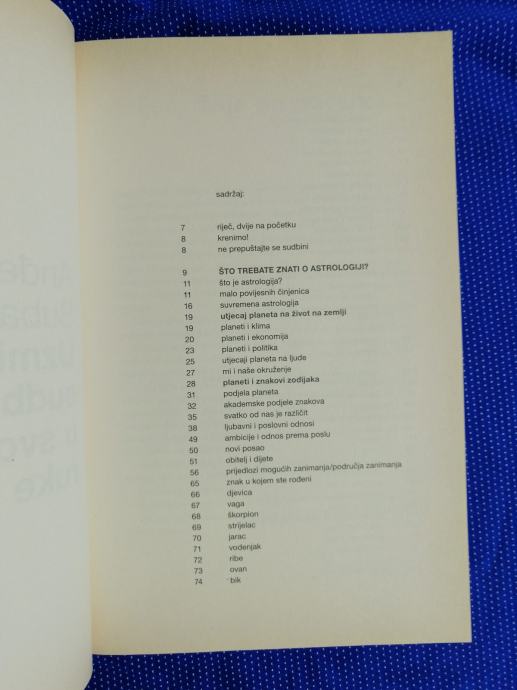 sadržaj:
7 riječ, dvije na početku
8 krenimo!
8 ne prepuštajte se sudbini
9 ŠTO TREBATE ZNATI O ASTROLOGIJI?
11 što je astrologija?
11 malo povijesnih činjenica
16 suvremena astrologija
19 utjecaj planeta na život na zemlji
19 planeti i klima
20 planeti i ekonomija
23 planeti i politika
25 utjecaji planeta na ljude
27 mi i naše okruženje
28 planeti i znakovi zodijaka
31 podjela planeta
32 akademske podjele znakova
35 svatko od nas je različit
38 ljubavni i poslovni odnosi
49 ambicije i odnos prema poslu
50 novi posao
51 obitelj i dijete
56 prijedlozi mogućih zanimanja/područja zanimanja
65 znak u kojem ste rođeni
66 djevica
67 vaga
68 škorpion
69 strijelac
70 jarac
71 vodenjak
72 ribe
73 ovan
74 bik